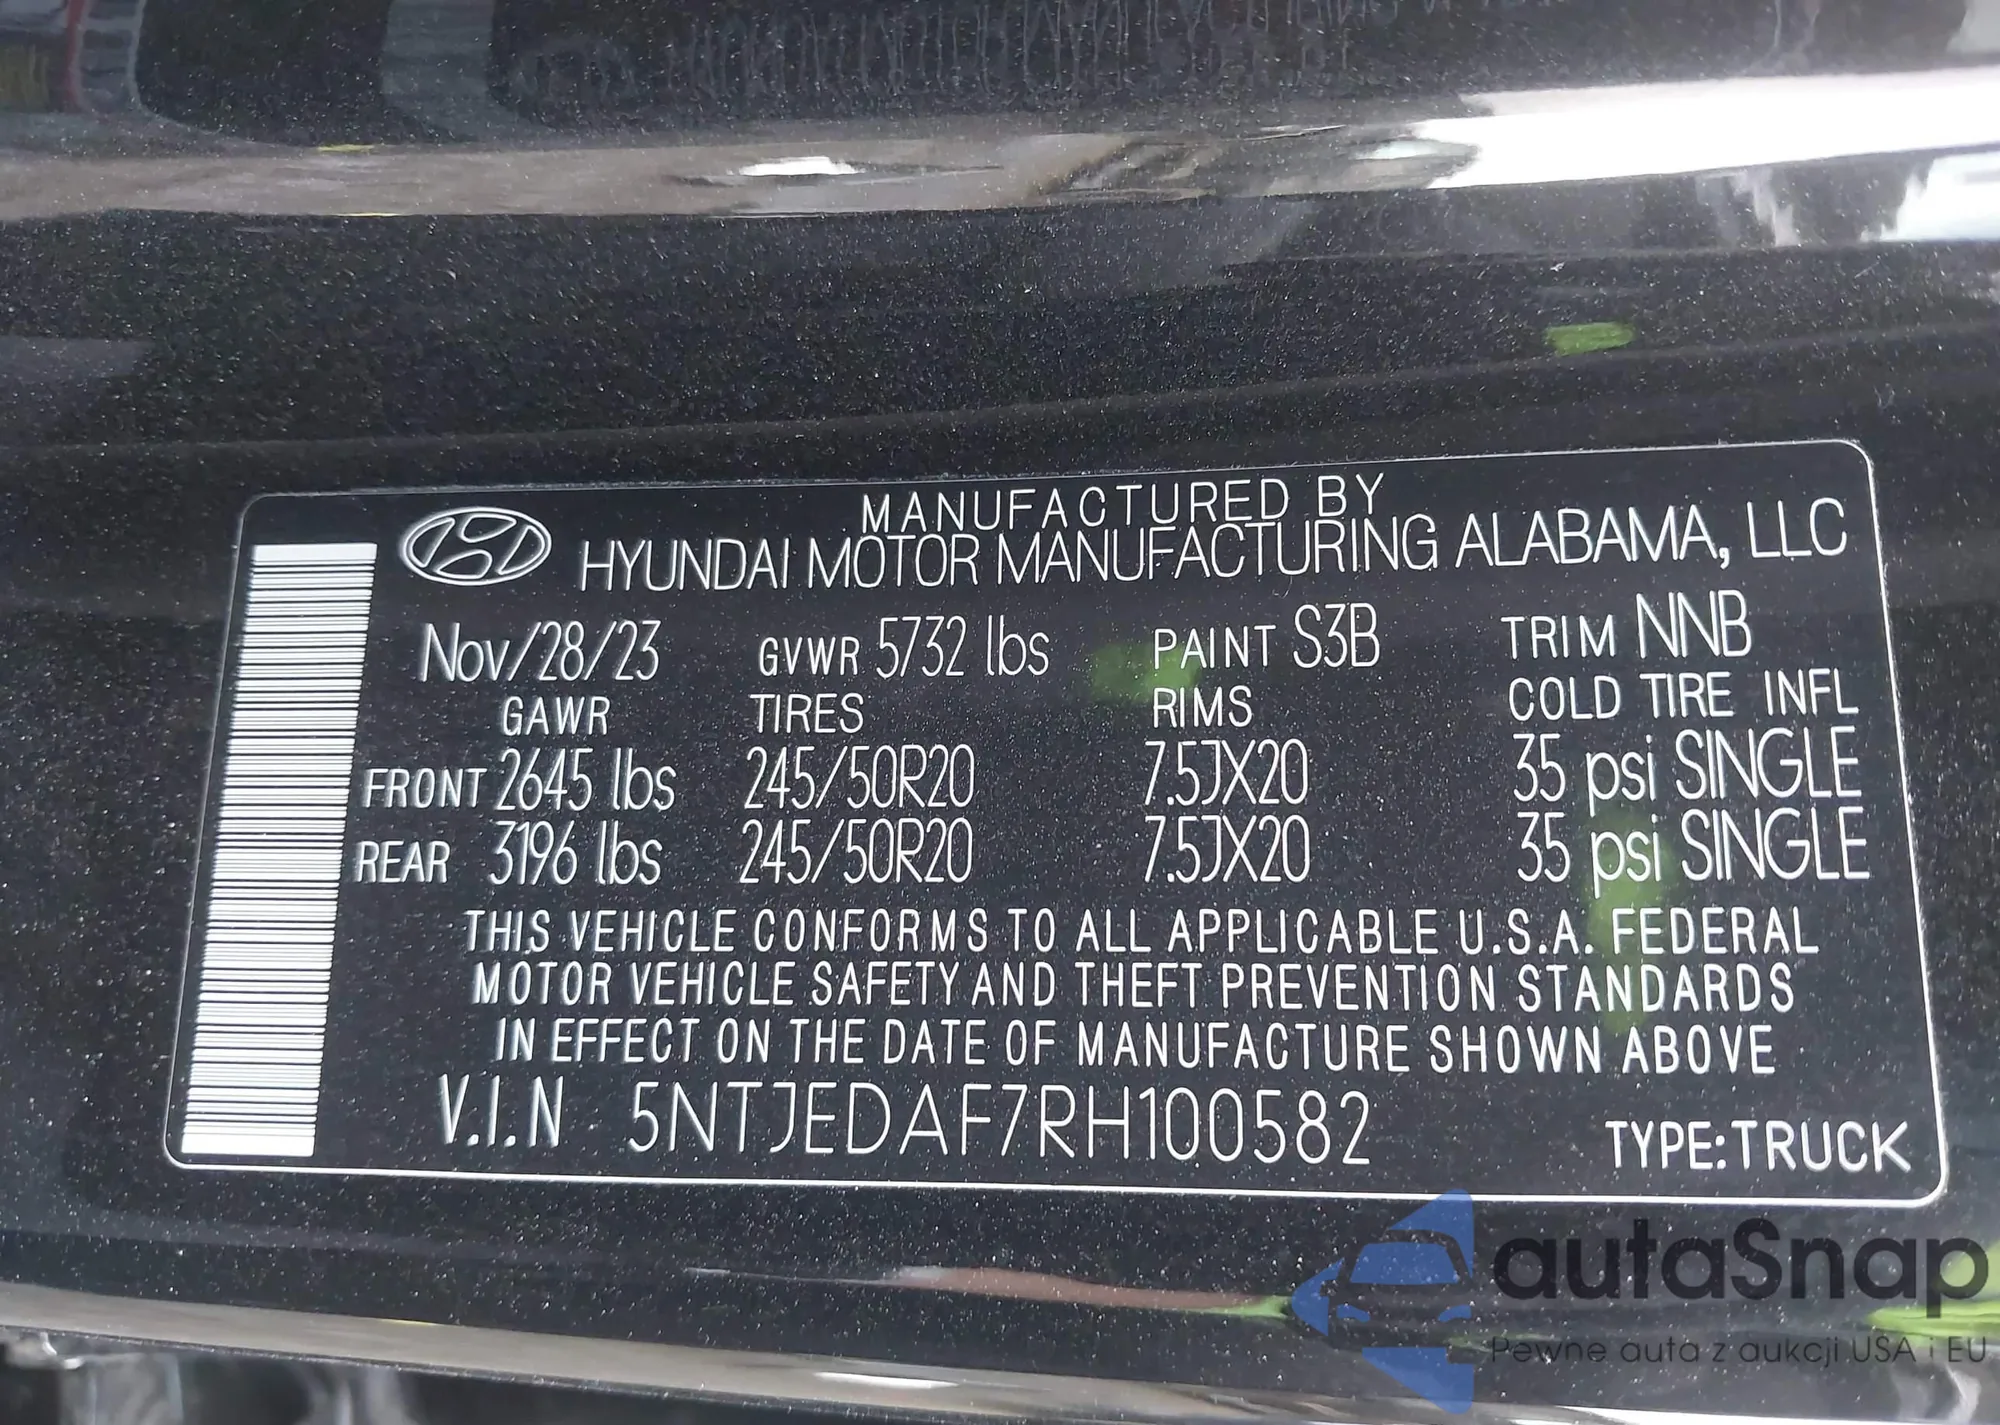 MANUFACTURED BY
HYUNDAI MOTOR MANUFACTURING ALABAMA, LLC
Nov/28/23 GVWR 5732 lbs PAINT S3B TRIM NNB
GAWR TIRES RIMS COLD TIRE INFL
FRONT 2645 lbs 245/50R20 7.5JX20 35 psi SINGLE
REAR 3196 lbs 245/50R20 7.5JX20 35 psi SINGLE
THIS VEHICLE CONFORMS TO ALL APPLICABLE U.S.A. FEDERAL
MOTOR VEHICLE SAFETY AND THEFT PREVENTION STANDARDS
IN EFFECT ON THE DATE OF MANUFACTURE SHOWN ABOVE
V.I.N 5NTJEDAF7RH100582 TYPE:TRUCK
autaSnap
Pewne auta z aukcji USA i EU